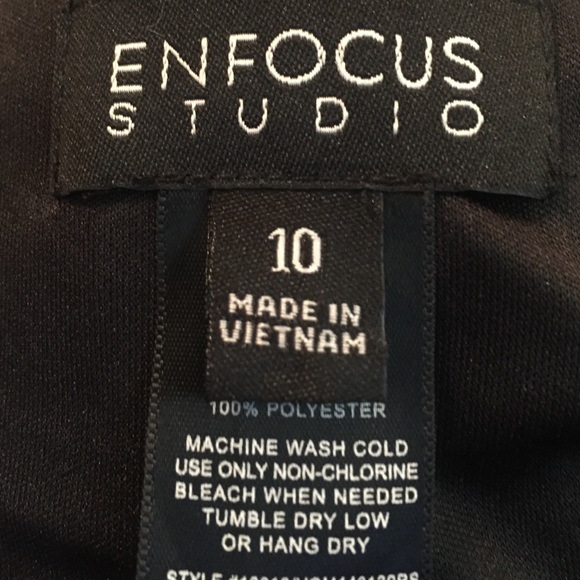 ENFOCUS
STUDIO
10
MADE IN
VIETNAM
100% POLYESTER
MACHINE WASH COLD
USE ONLY NON-CHLORINE
BLEACH WHEN NEEDED
TUMBLE DRY LOW
OR HANG DRY
STYLE